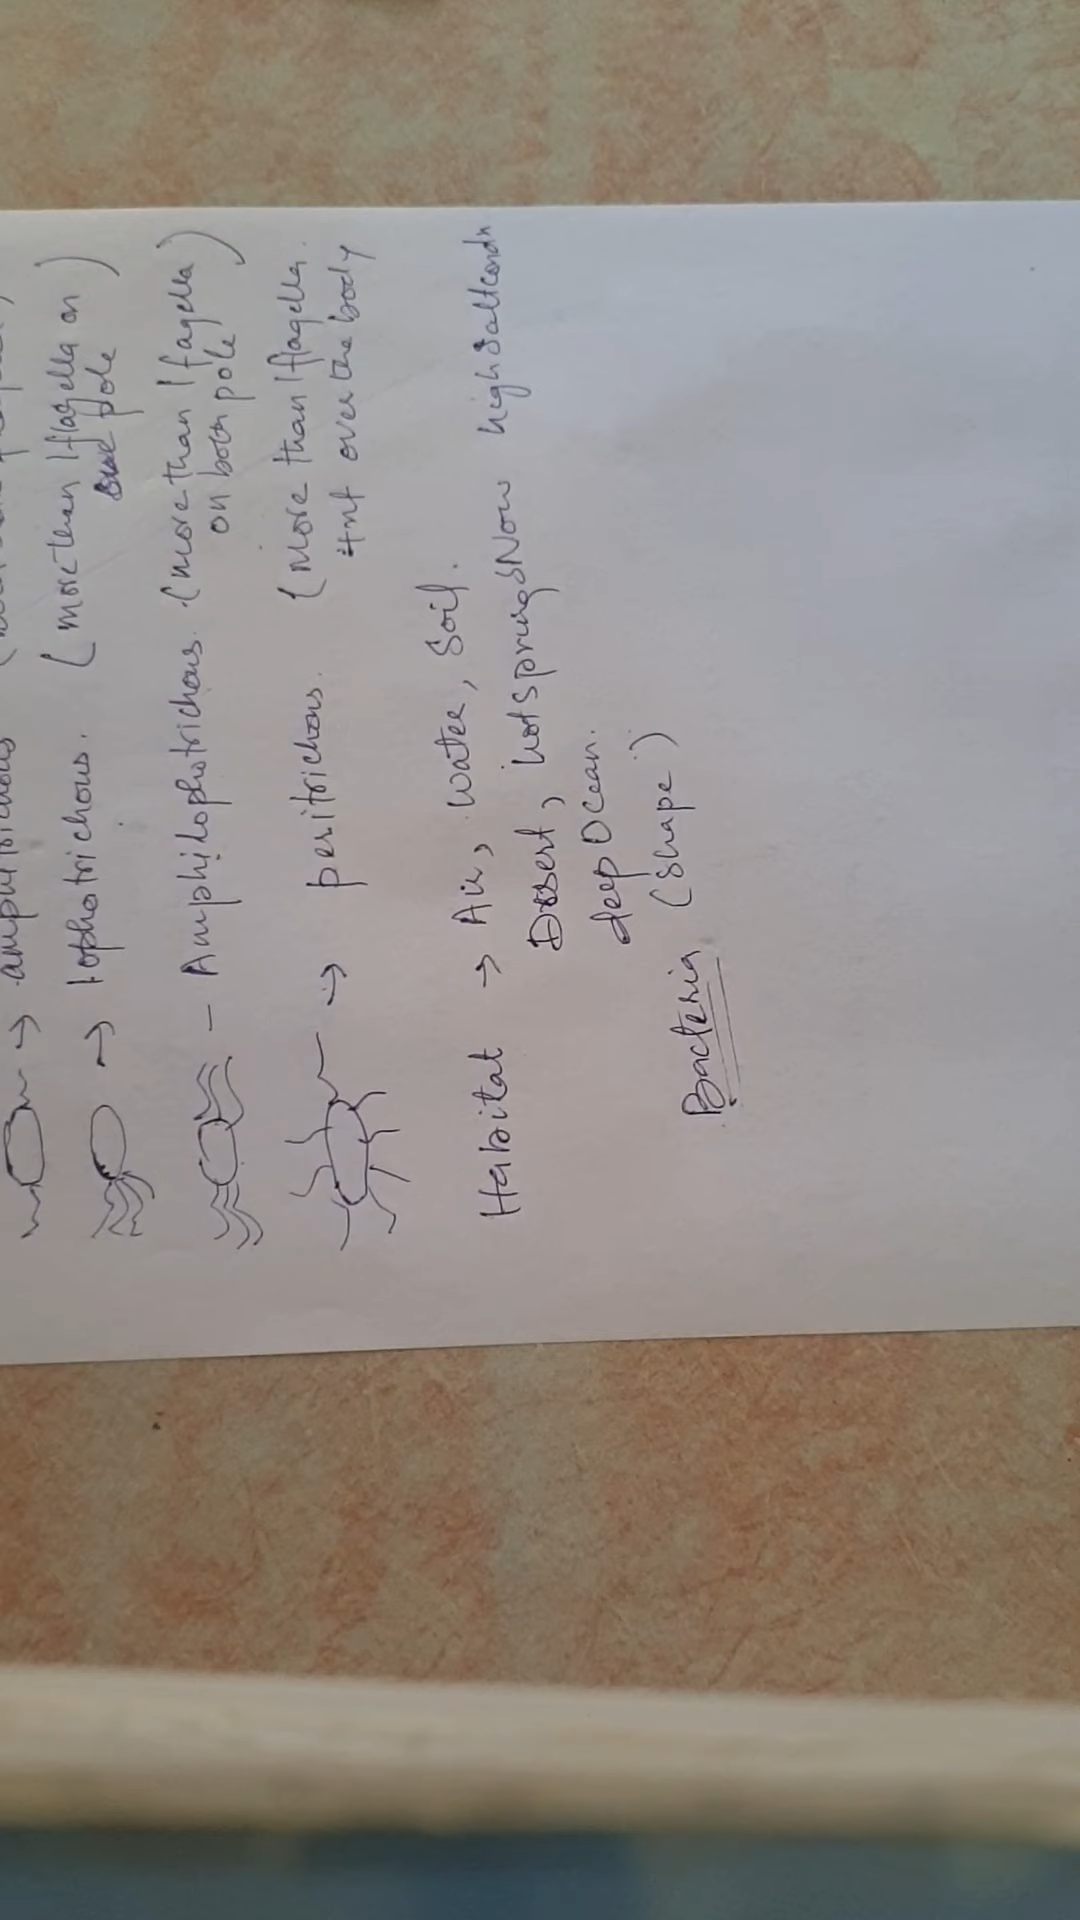 → amphitrichous
→ lophotrichous. (more than 1 flagella on
one pole)
- Amphilophotrichous. (more than 1 fagella
on both pole)
→ peritrichous. (more than 1 flagella.
over the body
Habitat → Air, water, Soil.
Desert, hot spring snow high salt condn
deep Ocean.
Bacteria (Shape)